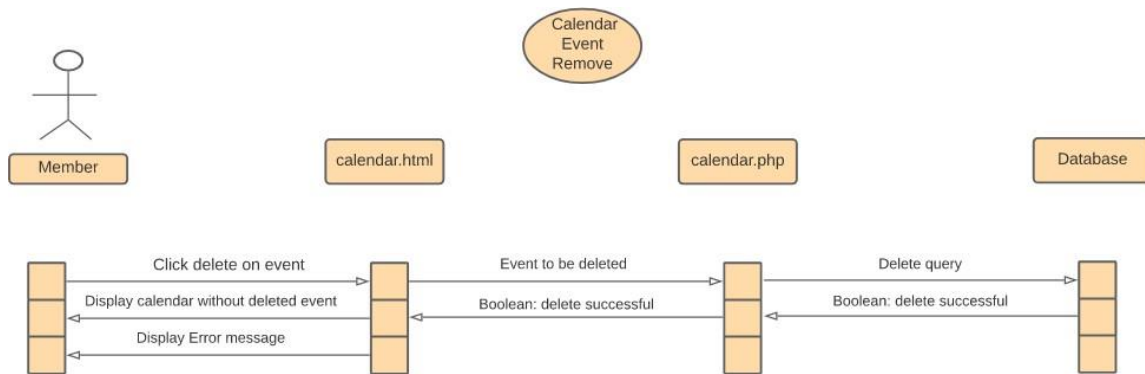 Calendar
Event
Remove
Member
calendar.html
calendar.php
Database
Click delete on event
Event to be deleted
Delete query
Display calendar without deleted event
Boolean: delete successful
Boolean: delete successful
Display Error message